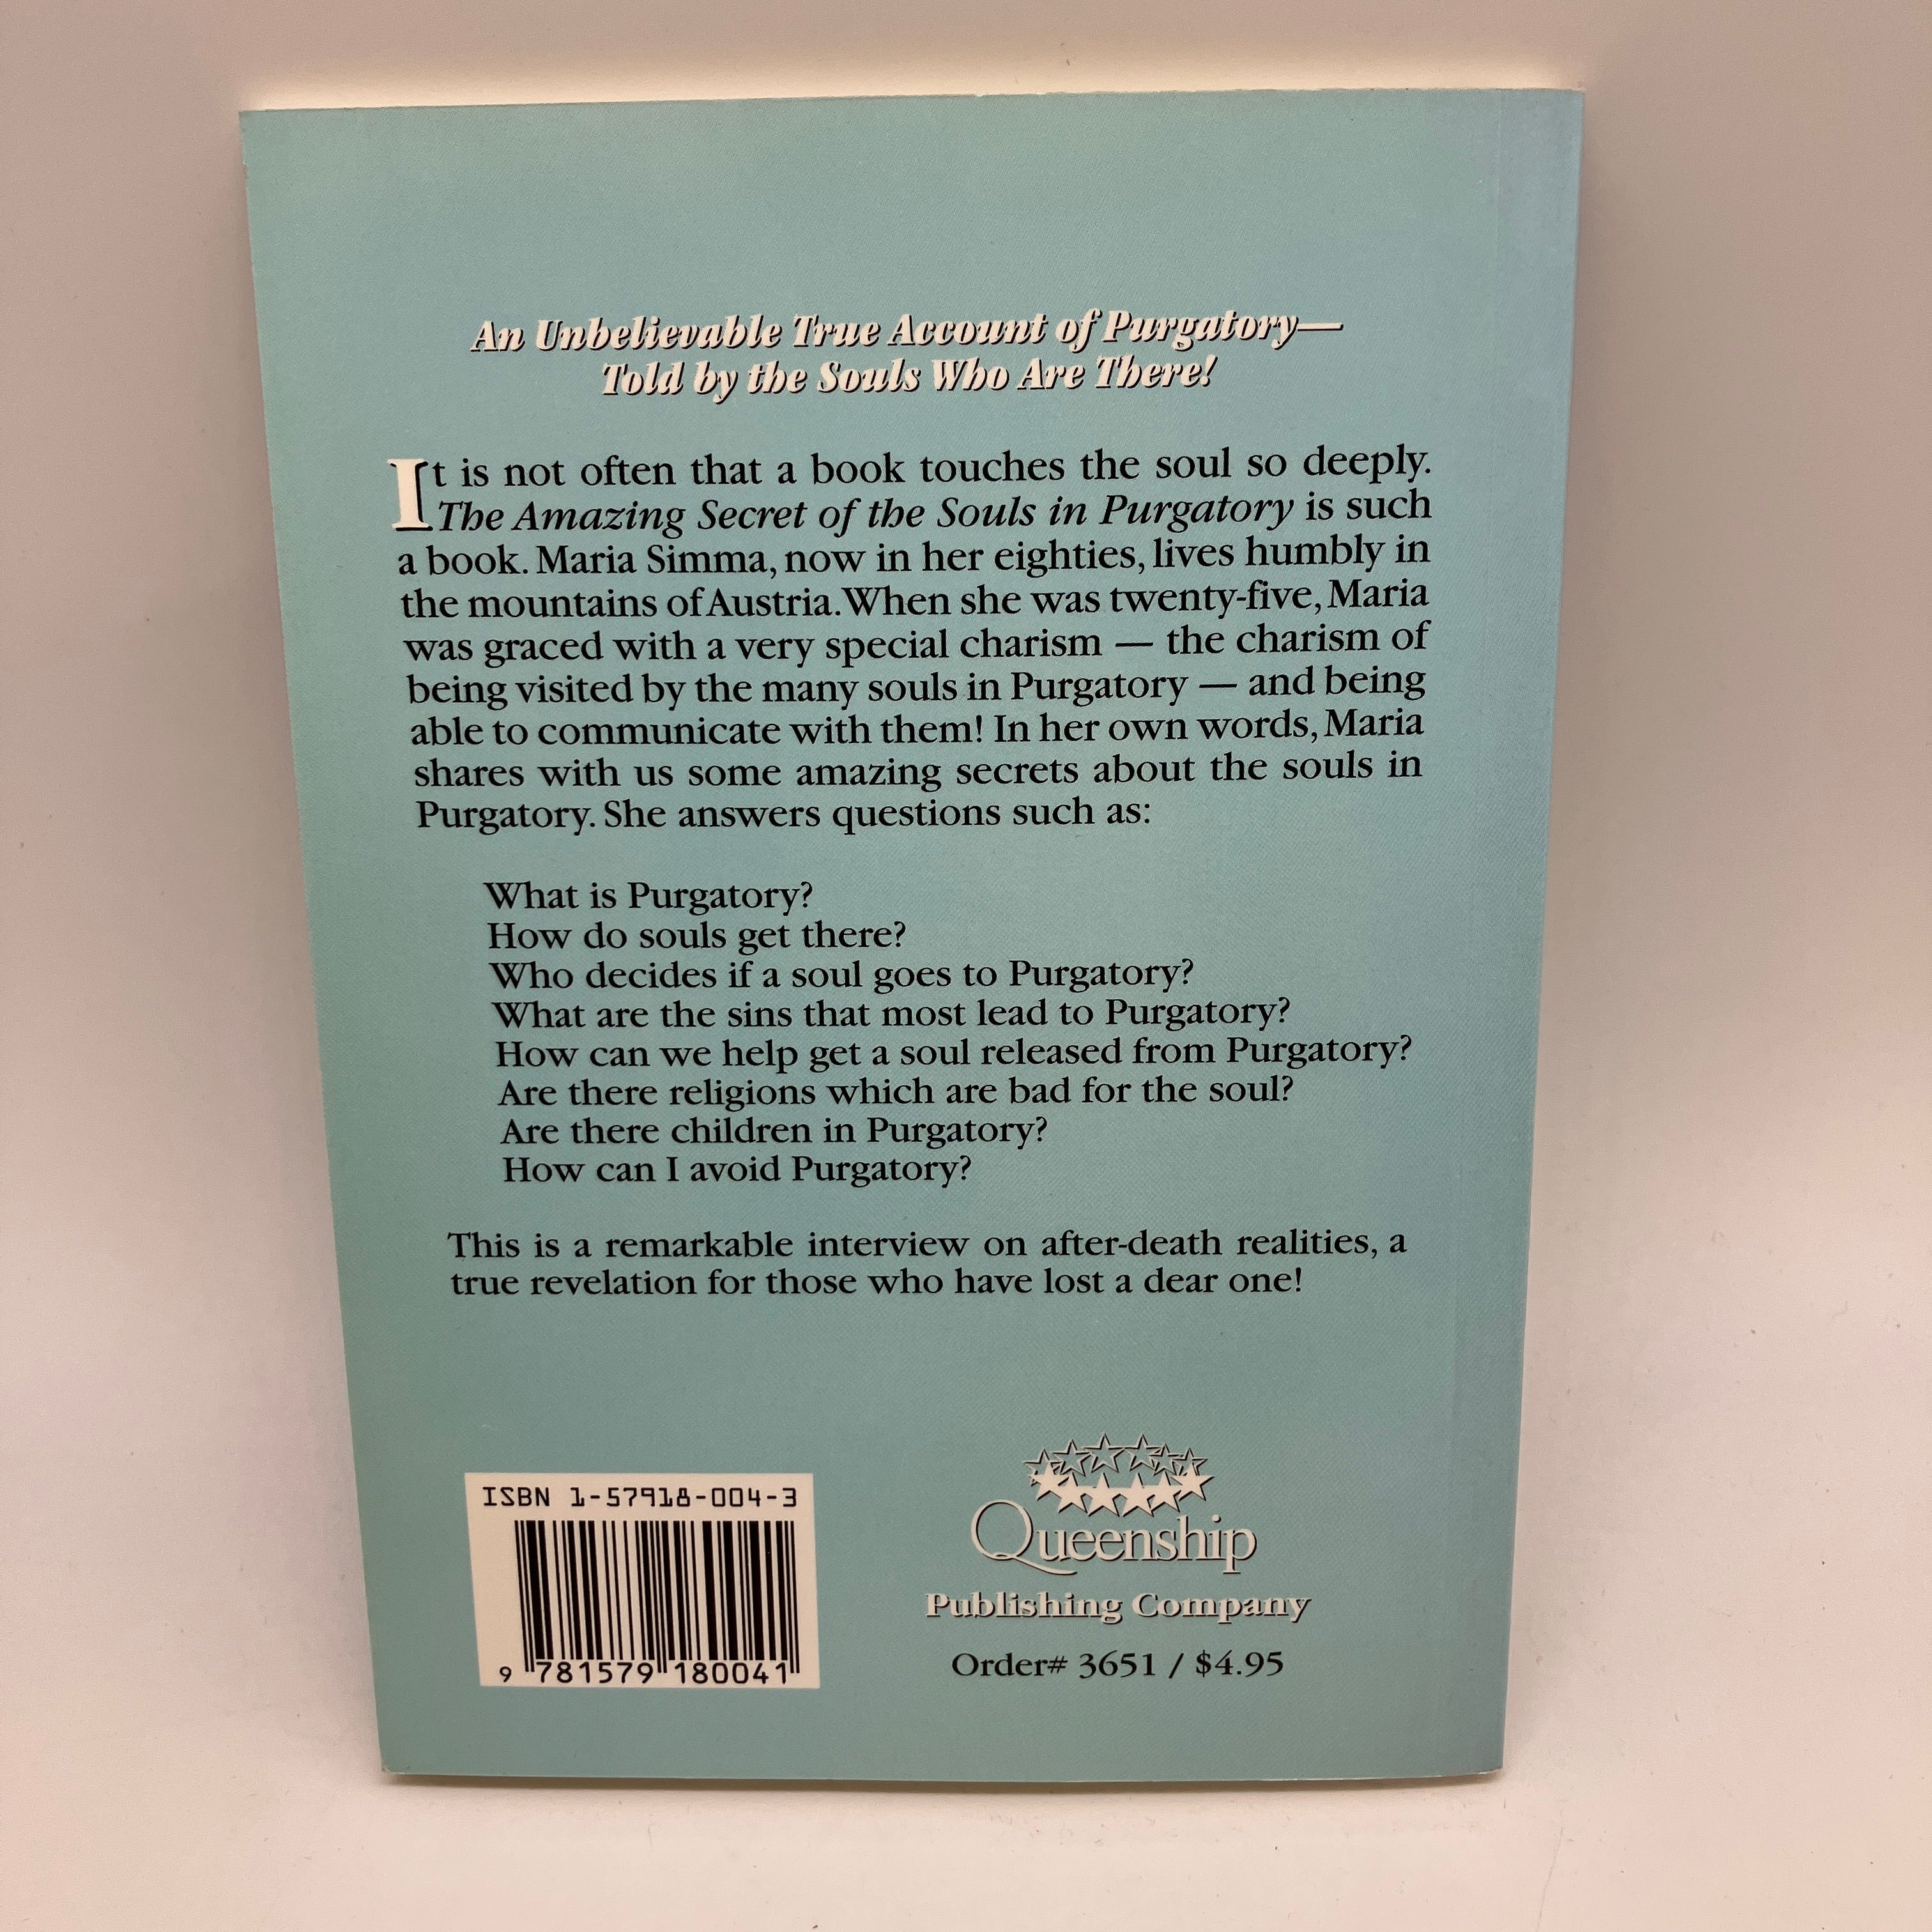 An Unbelievable True Account of Purgatory—
Told by the Souls Who Are There!
It is not often that a book touches the soul so deeply.
The Amazing Secret of the Souls in Purgatory is such
a book. Maria Simma, now in her eighties, lives humbly in
the mountains of Austria. When she was twenty-five, Maria
was graced with a very special charism — the charism of
being visited by the many souls in Purgatory — and being
able to communicate with them! In her own words, Maria
shares with us some amazing secrets about the souls in
Purgatory. She answers questions such as:
What is Purgatory?
How do souls get there?
Who decides if a soul goes to Purgatory?
What are the sins that most lead to Purgatory?
How can we help get a soul released from Purgatory?
Are there religions which are bad for the soul?
Are there children in Purgatory?
How can I avoid Purgatory?
This is a remarkable interview on after-death realities, a
true revelation for those who have lost a dear one!
ISBN 1-57918-004-3
9 781579 180041
Queenship
Publishing Company
Order# 3651 / $4.95